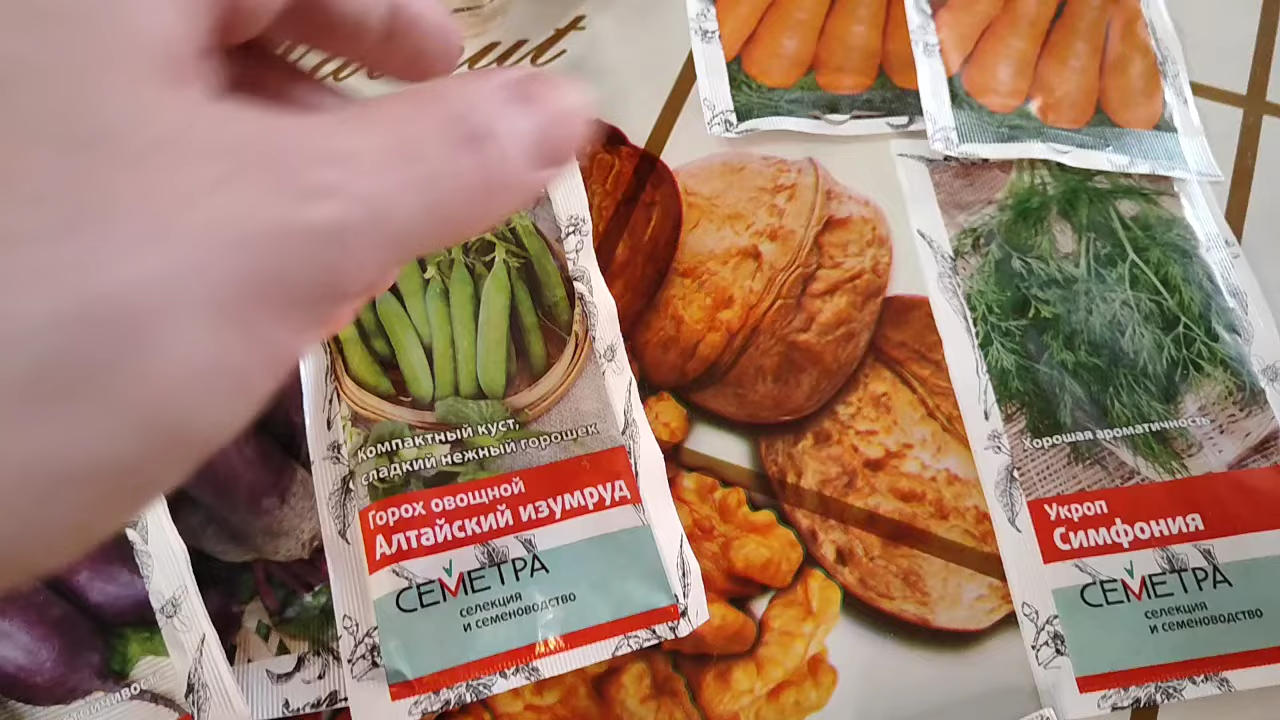 Компактный куст,
сладкий нежный горошек
Горох овощной
Алтайский изумруд
СЕМЕТРА
селекция
и семеноводство
Хорошая ароматичность
Укроп
Симфония
СЕМЕТРА
селекция
и семеноводство